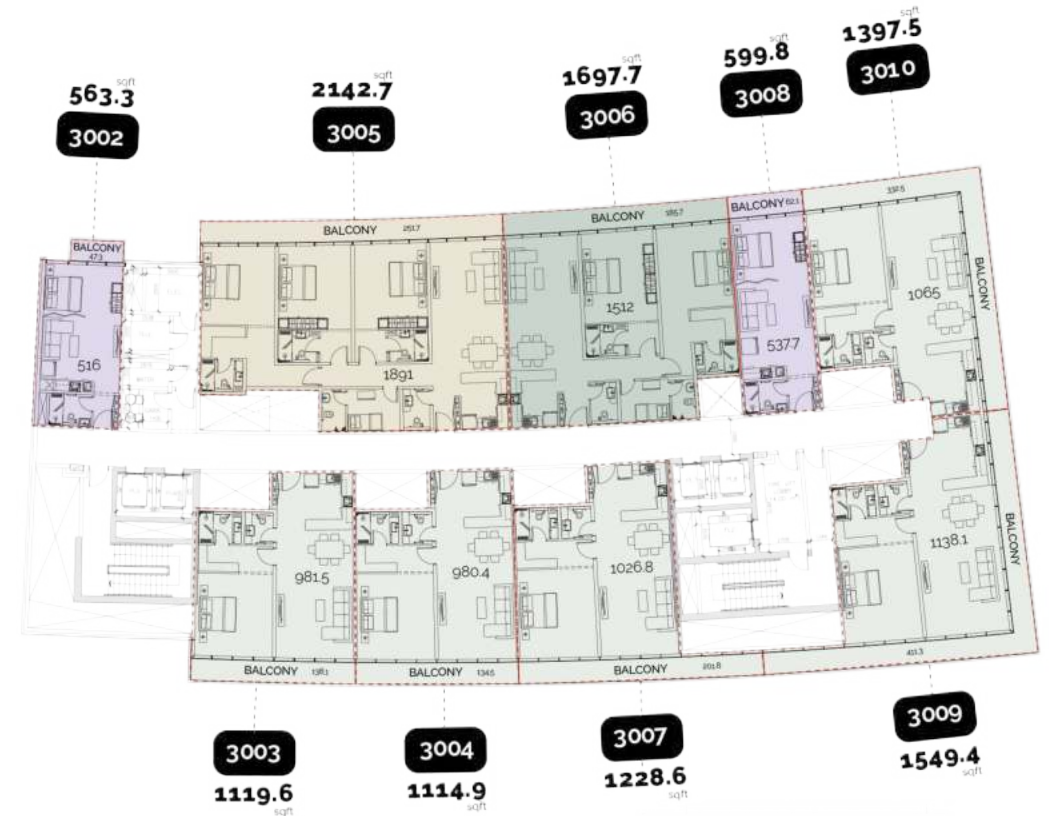 sqft
563.3
3002
sqft
2142.7
3005
sqft
1697.7
3006
sqft
599.8
3008
sqft
1397.5
3010
BALCONY
47.3
516
BALCONY 251.7
1891
BALCONY 185.7
1512
BALCONY 62.1
537.7
332.5
1065
BALCONY
981.5
980.4
1026.8
1138.1
BALCONY
BALCONY 138.1
BALCONY 134.5
BALCONY 201.8
411.3
3003
1119.6
sqft
3004
1114.9
sqft
3007
1228.6
sqft
3009
1549.4
sqft